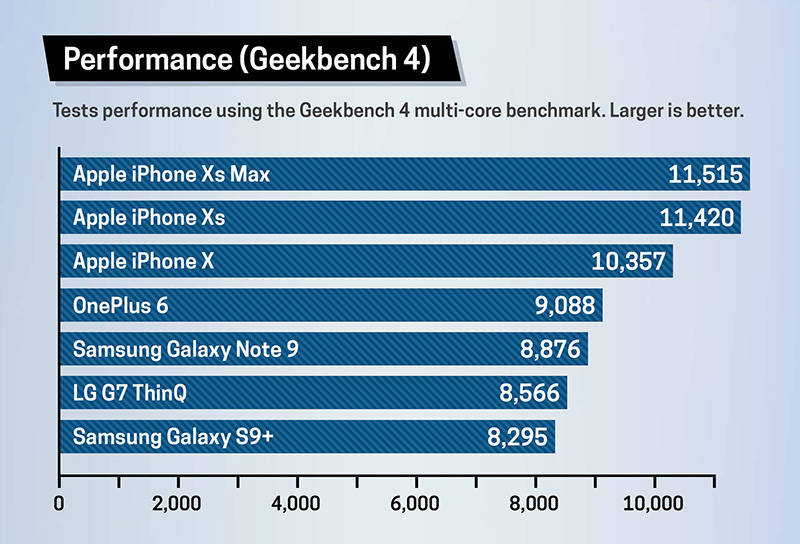 Performance (Geekbench 4)
Tests performance using the Geekbench 4 multi-core benchmark. Larger is better.
Apple iPhone Xs Max 11,515
Apple iPhone Xs 11,420
Apple iPhone X 10,357
OnePlus 6 9,088
Samsung Galaxy Note 9 8,876
LG G7 ThinQ 8,566
Samsung Galaxy S9+ 8,295
0 2,000 4,000 6,000 8,000 10,000